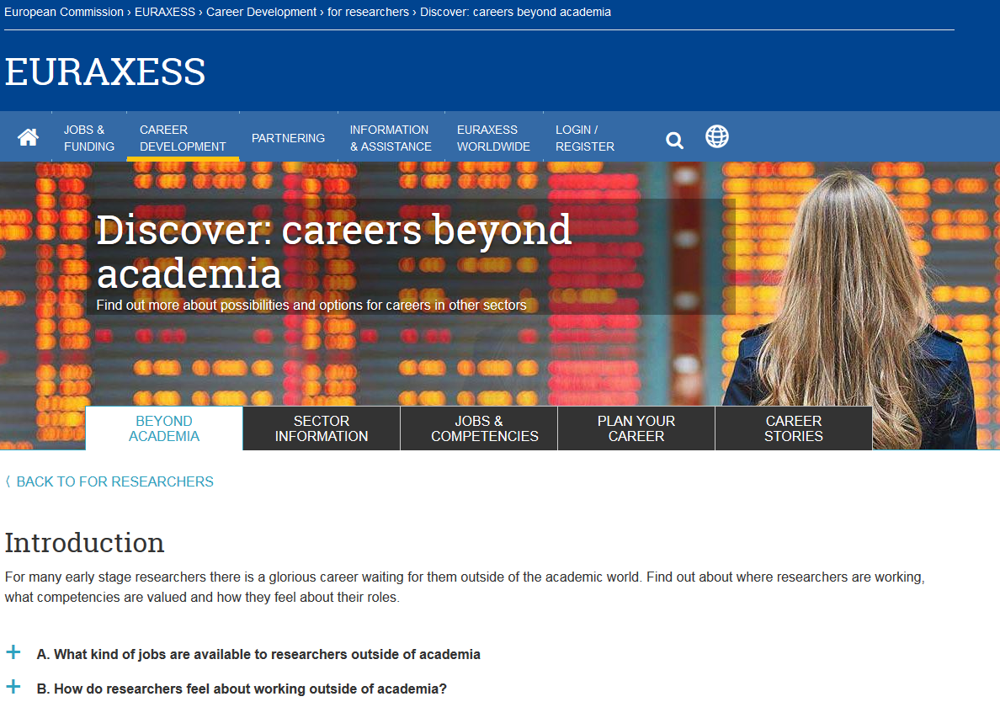 European Commission › EURAXESS › Career Development › for researchers › Discover: careers beyond academia
EURAXESS
JOBS &
FUNDING
CAREER
DEVELOPMENT
PARTNERING
INFORMATION
& ASSISTANCE
EURAXESS
WORLDWIDE
LOGIN /
REGISTER
Discover: careers beyond
academia
Find out more about possibilities and options for careers in other sectors
BEYOND
ACADEMIA
SECTOR
INFORMATION
JOBS &
COMPETENCIES
PLAN YOUR
CAREER
CAREER
STORIES
⟨ BACK TO FOR RESEARCHERS
Introduction
For many early stage researchers there is a glorious career waiting for them outside of the academic world. Find out about where researchers are working,
what competencies are valued and how they feel about their roles.
+ A. What kind of jobs are available to researchers outside of academia
+ B. How do researchers feel about working outside of academia?